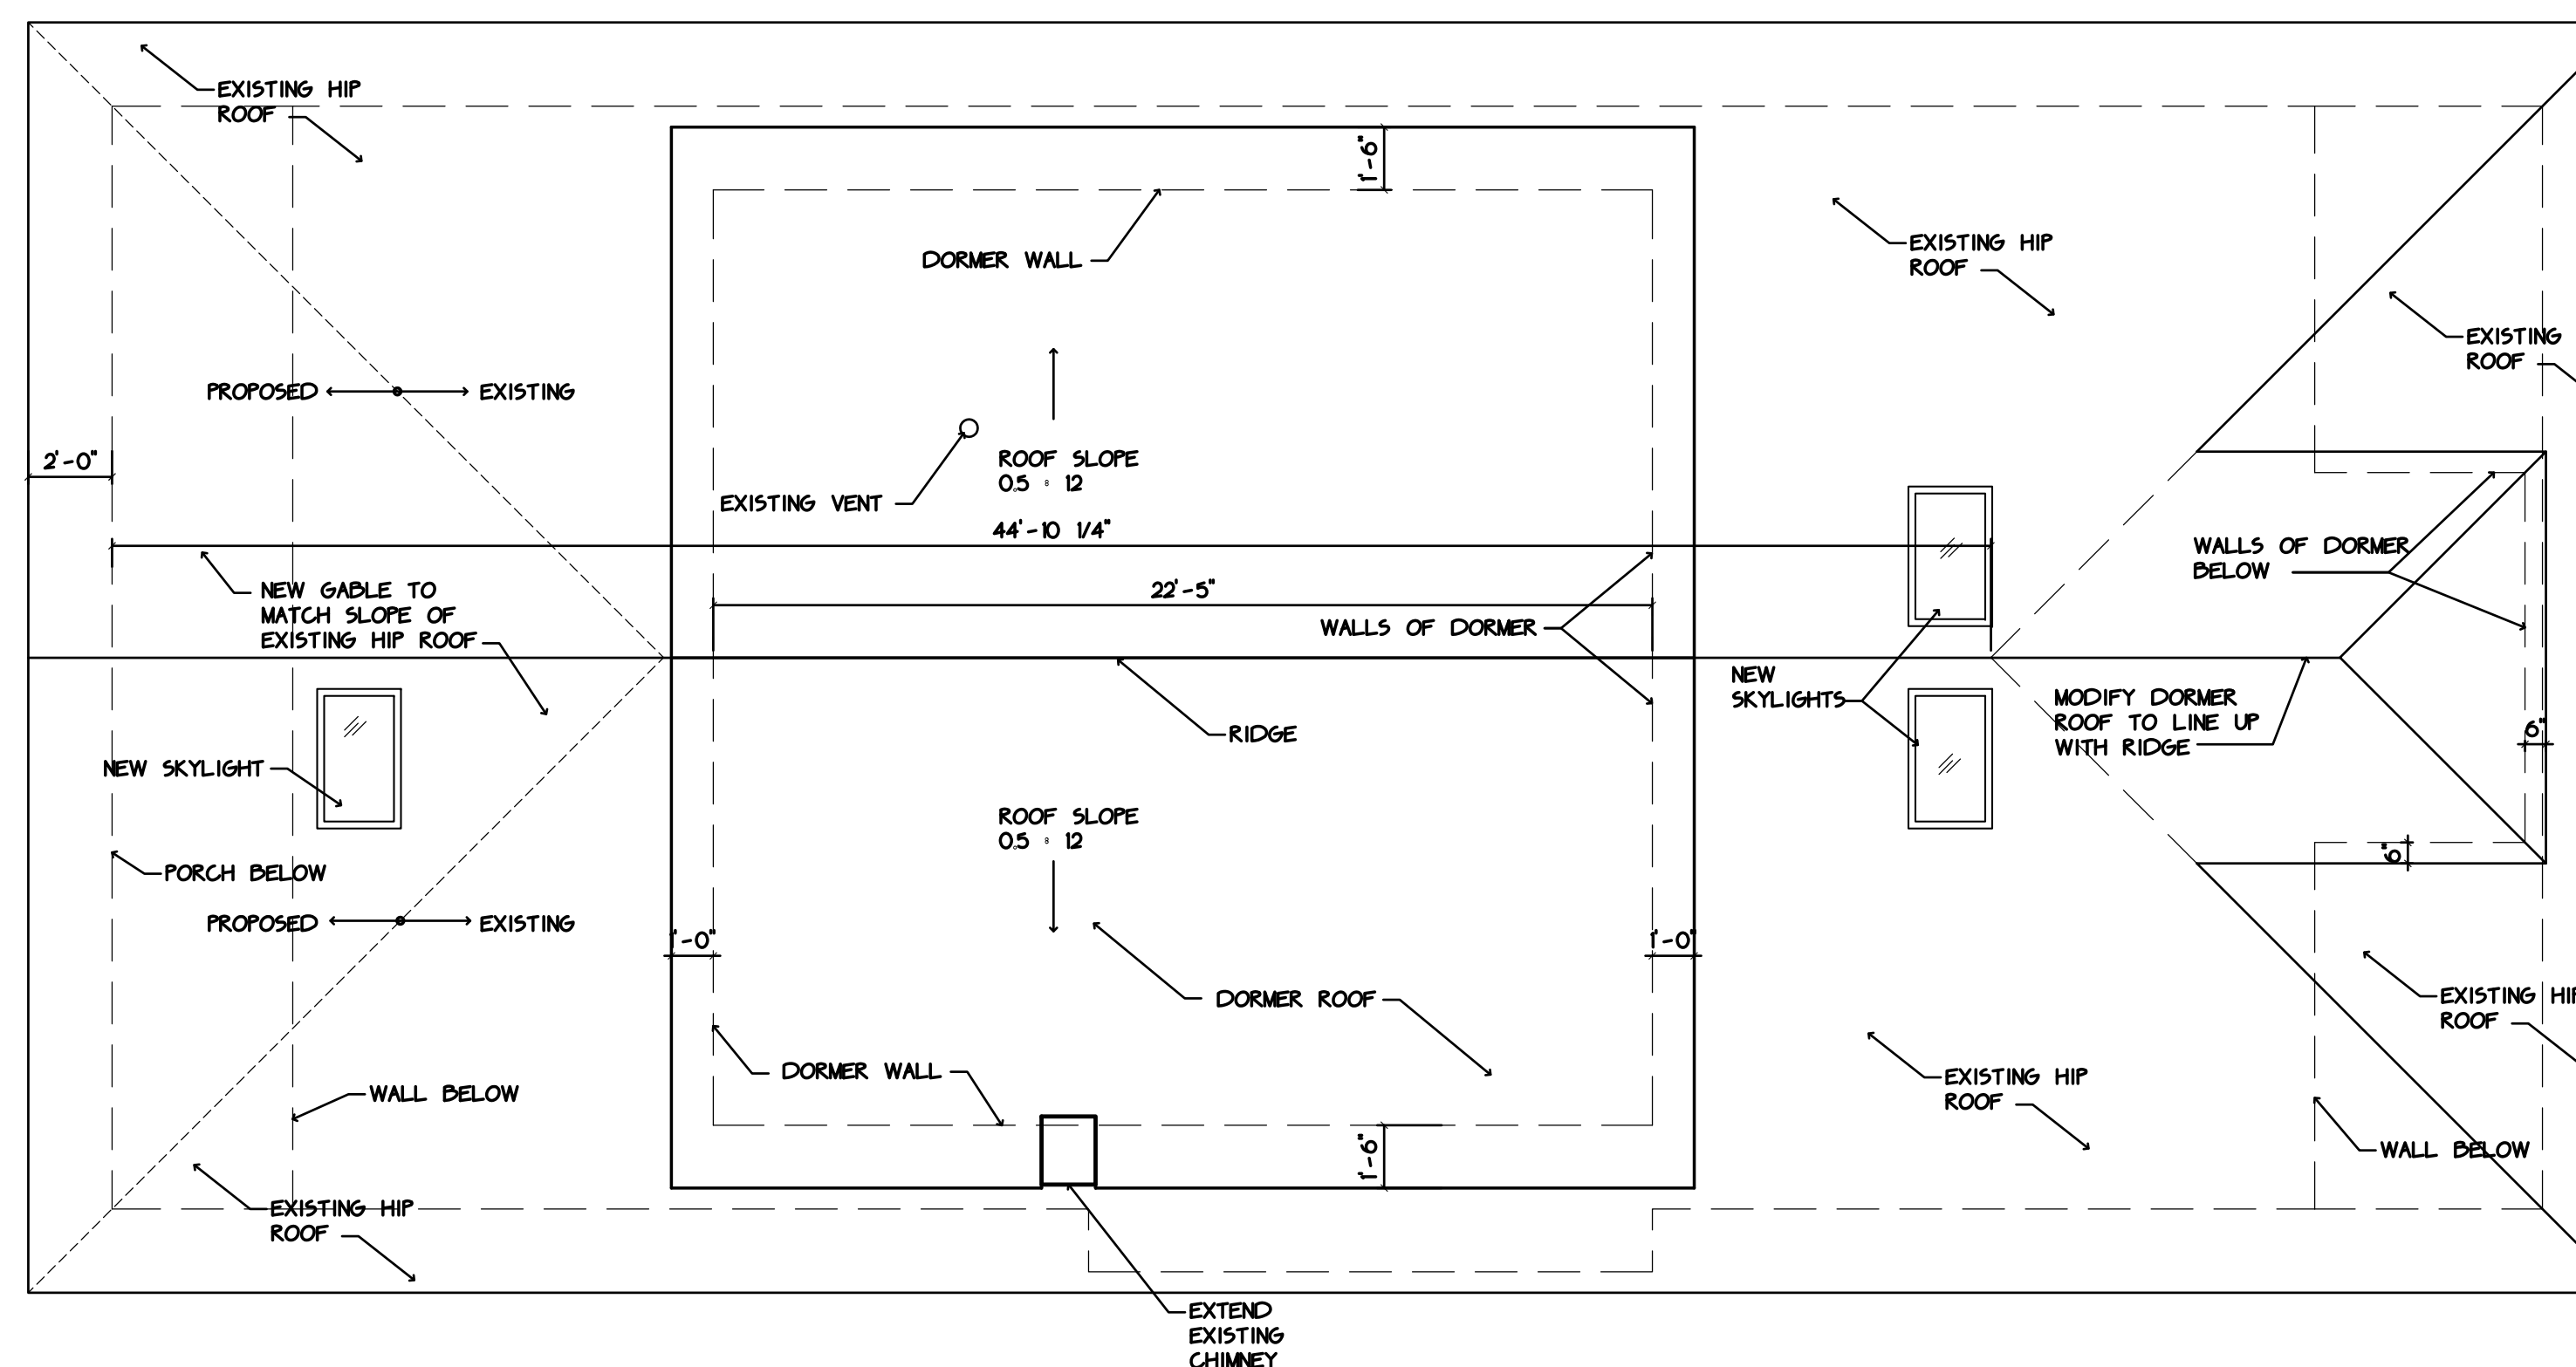 EXISTING HIP
ROOF
1'-6"
DORMER WALL
EXISTING HIP
ROOF
EXISTING
ROOF
PROPOSED
EXISTING
2'-0"
ROOF SLOPE
0.5 : 12
EXISTING VENT
44'-10 1/4"
WALLS OF DORMER
BELOW
NEW GABLE TO
MATCH SLOPE OF
EXISTING HIP ROOF
22'-5"
WALLS OF DORMER
NEW
SKYLIGHTS
MODIFY DORMER
ROOF TO LINE UP
WITH RIDGE
6"
RIDGE
NEW SKYLIGHT
ROOF SLOPE
0.5 : 12
6"
PORCH BELOW
PROPOSED
EXISTING
1'-0"
1'-0"
DORMER ROOF
EXISTING HIP
ROOF
DORMER WALL
EXISTING HIP
ROOF
WALL BELOW
1'-6"
WALL BELOW
EXISTING HIP
ROOF
EXTEND
EXISTING
CHIMNEY